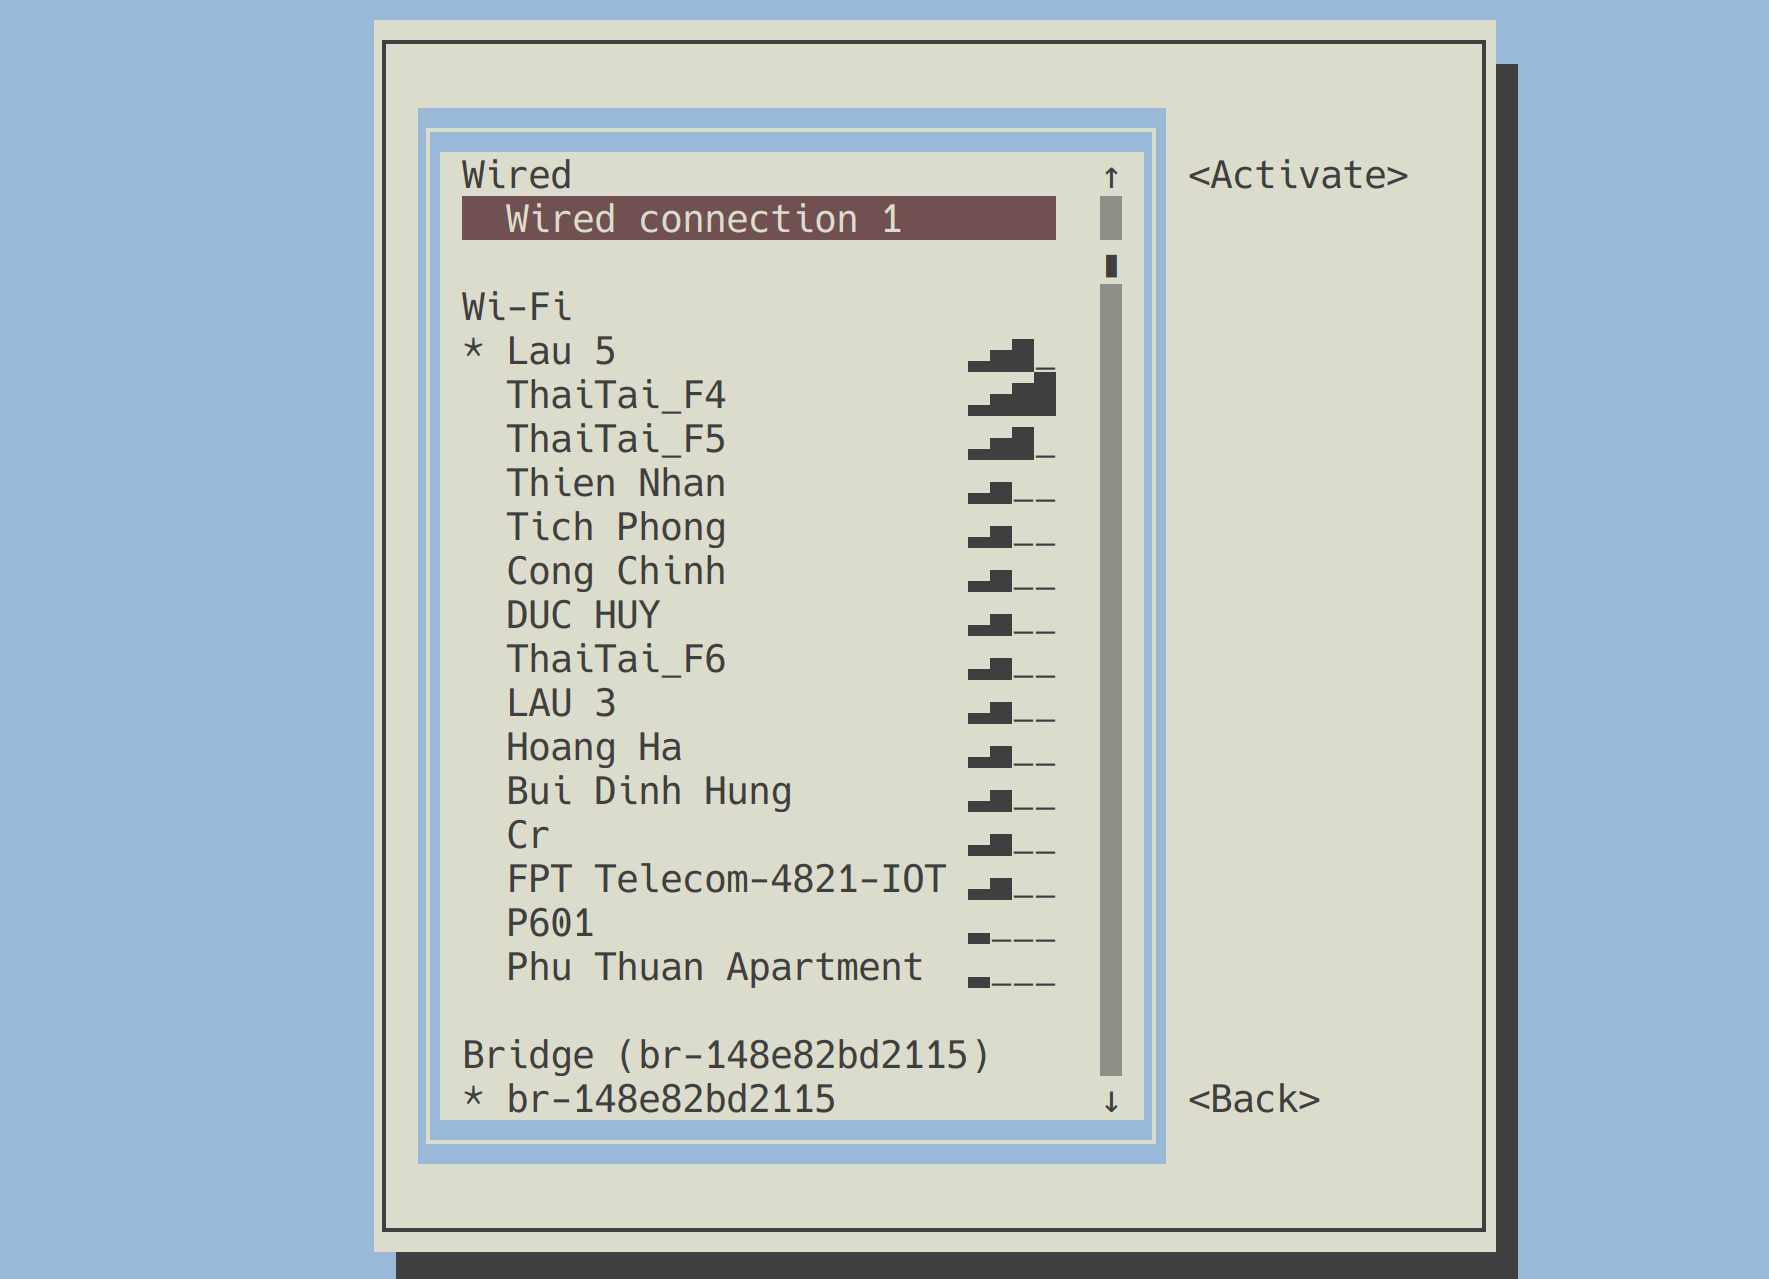 Wired ↑ <Activate>
Wired connection 1
Wi-Fi
* Lau 5
ThaiTai_F4
ThaiTai_F5
Thien Nhan
Tich Phong
Cong Chinh
DUC HUY
ThaiTai_F6
LAU 3
Hoang Ha
Bui Dinh Hung
Cr
FPT Telecom-4821-IOT
P601
Phu Thuan Apartment
Bridge (br-148e82bd2115)
* br-148e82bd2115 ↓ <Back>